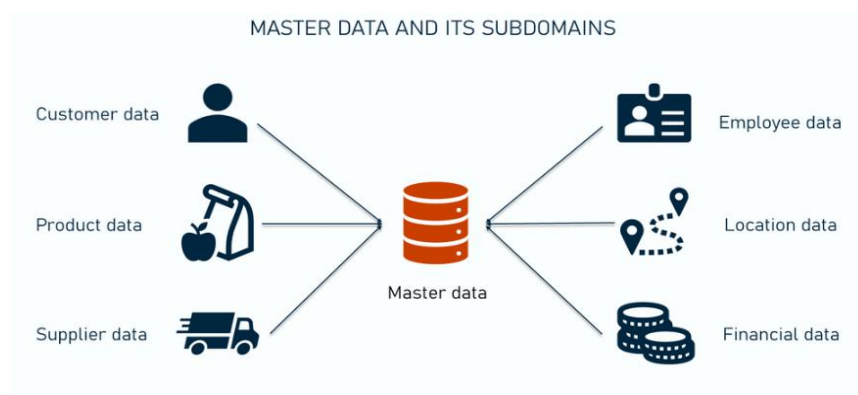 MASTER DATA AND ITS SUBDOMAINS
Customer data
Product data
Supplier data
Master data
Employee data
Location data
Financial data